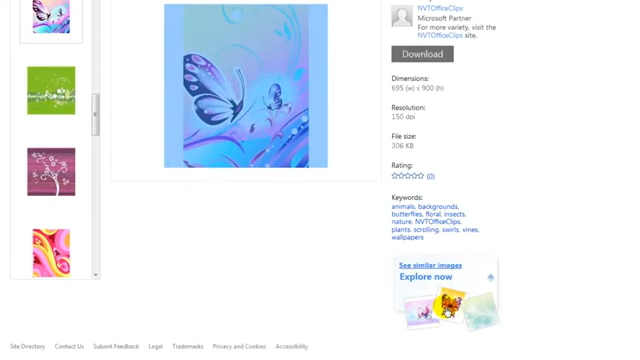 NVTOfficeClips
Microsoft Partner
For more variety, visit the
NVTOfficeClips site.
Download
Dimensions:
695 (w) x 900 (h)
Resolution:
150 dpi
File size:
306 KB
Rating:
(0)
Keywords:
animals, backgrounds,
butterflies, floral, insects,
nature, NVTOfficeClips,
plants, scrolling, swirls, vines,
wallpapers
See similar images
Explore now
Site Directory Contact Us Submit Feedback Legal Trademarks Privacy and Cookies Accessibility